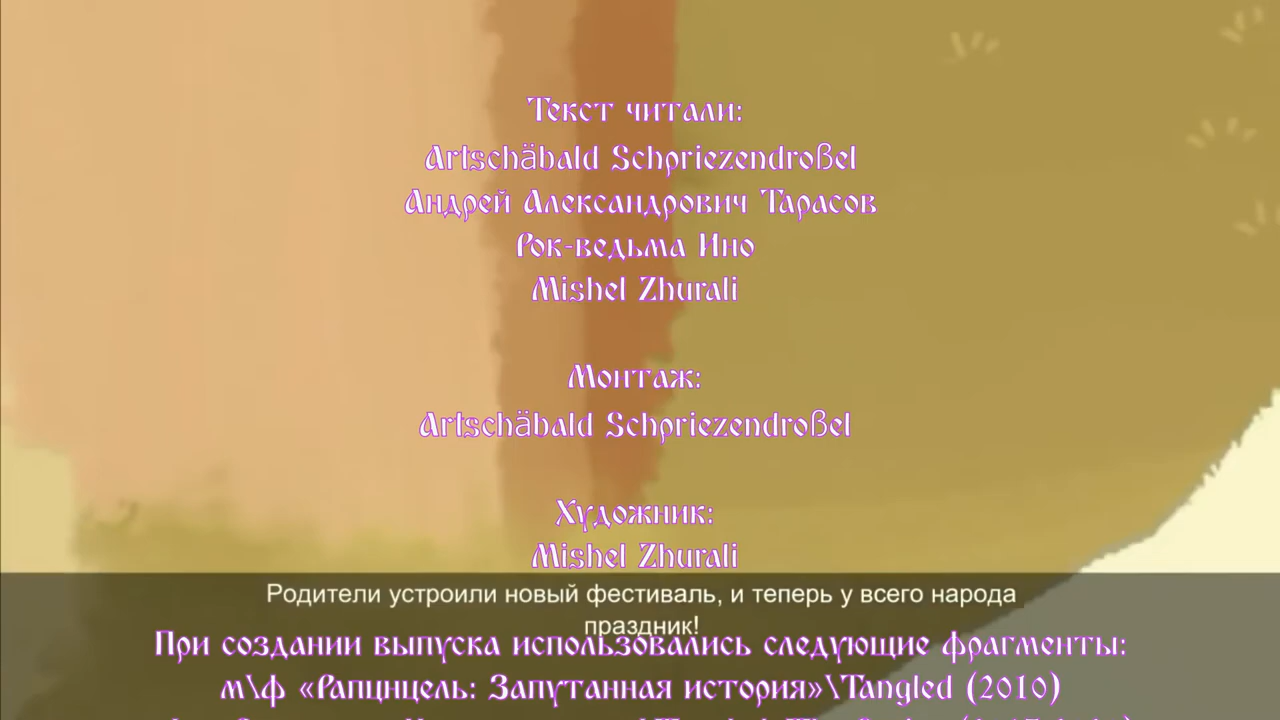 Текст читали:
Artschäbald Schpriezendroßel
Андрей Александрович Тарасов
Рок-ведьма Ино
Mishel Zhurali
Монтаж:
Artschäbald Schpriezendroßel
Художник:
Mishel Zhurali
Родители устроили новый фестиваль, и теперь у всего народа
праздник!
При создании выпуска использовались следующие фрагменты:
м\ф «Рапцнцель: Запутанная история»\Tangled (2010)